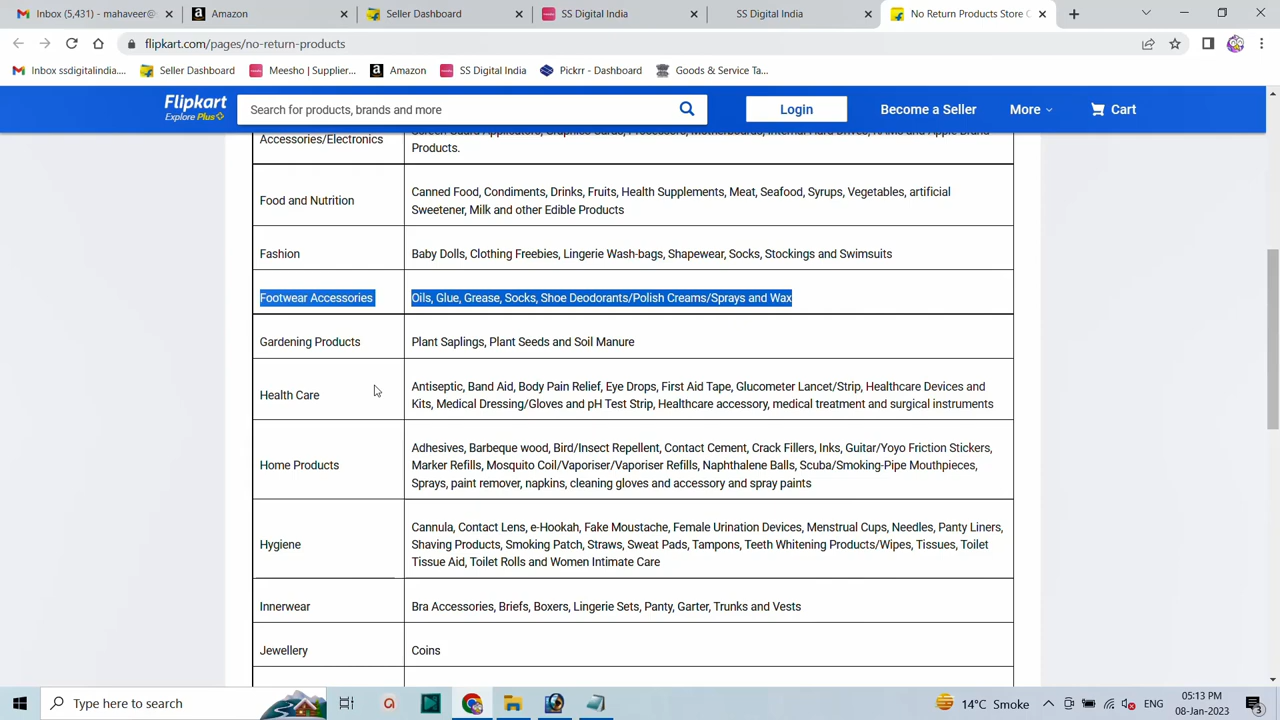 Inbox (5,431) - mahaveer@
Amazon
Seller Dashboard
SS Digital India
SS Digital India
No Return Products Store
flipkart.com/pages/no-return-products
Inbox ssdigitalindia....
Seller Dashboard
Meesho | Supplier...
Amazon
SS Digital India
Pickrr - Dashboard
Goods & Service Ta...
Flipkart
Explore Plus
Search for products, brands and more
Login
Become a Seller
More
Cart
Accessories/Electronics
Products.
Food and Nutrition
Canned Food, Condiments, Drinks, Fruits, Health Supplements, Meat, Seafood, Syrups, Vegetables, artificial
Sweetener, Milk and other Edible Products
Fashion
Baby Dolls, Clothing Freebies, Lingerie Wash-bags, Shapewear, Socks, Stockings and Swimsuits
Footwear Accessories
Oils, Glue, Grease, Socks, Shoe Deodorants/Polish Creams/Sprays and Wax
Gardening Products
Plant Saplings, Plant Seeds and Soil Manure
Health Care
Antiseptic, Band Aid, Body Pain Relief, Eye Drops, First Aid Tape, Glucometer Lancet/Strip, Healthcare Devices and
Kits, Medical Dressing/Gloves and pH Test Strip, Healthcare accessory, medical treatment and surgical instruments
Home Products
Adhesives, Barbeque wood, Bird/Insect Repellent, Contact Cement, Crack Fillers, Inks, Guitar/Yoyo Friction Stickers,
Marker Refills, Mosquito Coil/Vaporiser/Vaporiser Refills, Naphthalene Balls, Scuba/Smoking-Pipe Mouthpieces,
Sprays, paint remover, napkins, cleaning gloves and accessory and spray paints
Hygiene
Cannula, Contact Lens, e-Hookah, Fake Moustache, Female Urination Devices, Menstrual Cups, Needles, Panty Liners,
Shaving Products, Smoking Patch, Straws, Sweat Pads, Tampons, Teeth Whitening Products/Wipes, Tissues, Toilet
Tissue Aid, Toilet Rolls and Women Intimate Care
Innerwear
Bra Accessories, Briefs, Boxers, Lingerie Sets, Panty, Garter, Trunks and Vests
Jewellery
Coins
Type here to search
14°C Smoke
ENG
05:13 PM
08-Jan-2023
3